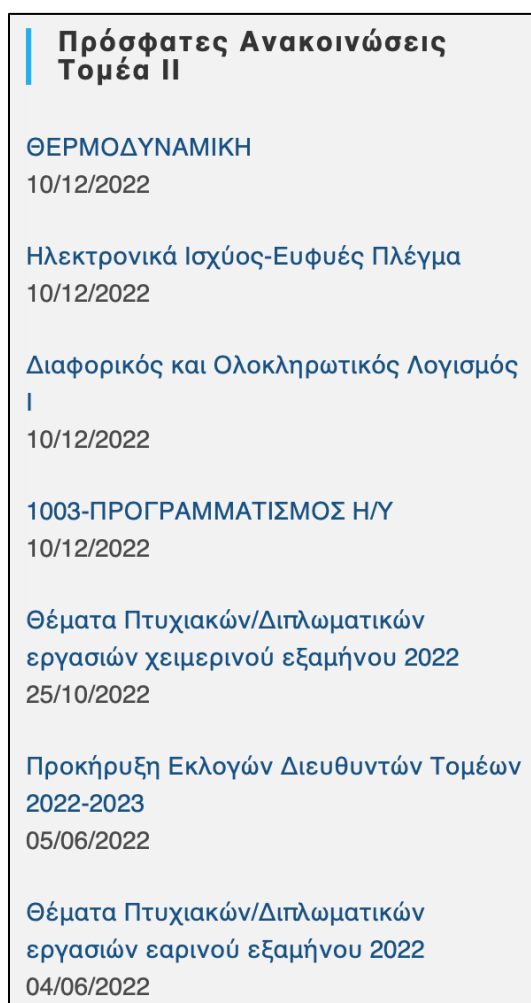 Πρόσφατες Ανακοινώσεις
Τομέα ΙΙ
ΘΕΡΜΟΔΥΝΑΜΙΚΗ
10/12/2022
Ηλεκτρονικά Ισχύος-Ευφυές Πλέγμα
10/12/2022
Διαφορικός και Ολοκληρωτικός Λογισμός
Ι
10/12/2022
1003-ΠΡΟΓΡΑΜΜΑΤΙΣΜΟΣ Η/Υ
10/12/2022
Θέματα Πτυχιακών/Διπλωματικών
εργασιών χειμερινού εξαμήνου 2022
25/10/2022
Προκήρυξη Εκλογών Διευθυντών Τομέων
2022-2023
05/06/2022
Θέματα Πτυχιακών/Διπλωματικών
εργασιών εαρινού εξαμήνου 2022
04/06/2022